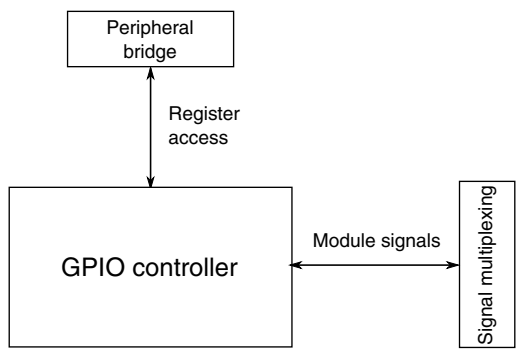 Peripheral
bridge
Register
access
GPIO controller
Module signals
Signal multiplexing